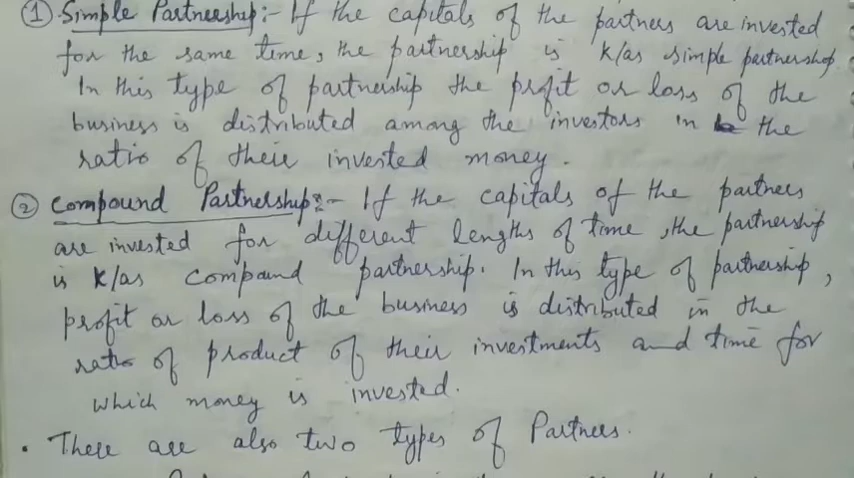 ① Simple Partnership:- If the capitals of the partners are invested
for the same time, the partnership is k/as simple partnership.
In this type of partnership the profit or loss of the
business is distributed among the investors in the
ratio of their invested money.
② Compound Partnership:- If the capitals of the partners
are invested for different lengths of time, the partnership
is k/as compound partnership. In this type of partnership,
profit or loss of the business is distributed in the
ratio of product of their investments and time for
which money is invested.
• There are also two types of Partners.